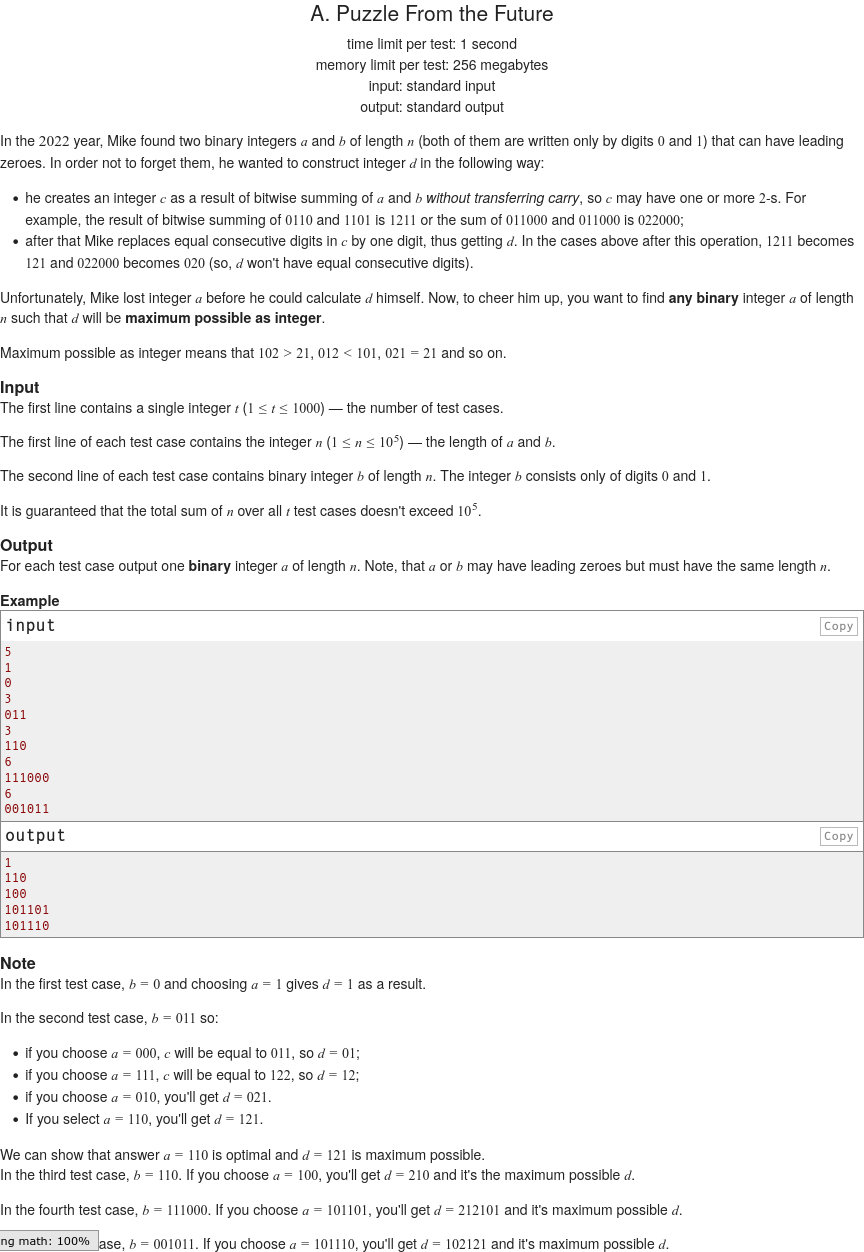 A. Puzzle From the Future
time limit per test: 1 second
memory limit per test: 256 megabytes
input: standard input
output: standard output
In the 2022 year, Mike found two binary integers a and b of length n (both of them are written only by digits 0 and 1) that can have leading
zeroes. In order not to forget them, he wanted to construct integer d in the following way:
• he creates an integer c as a result of bitwise summing of a and b without transferring carry, so c may have one or more 2-s. For
example, the result of bitwise summing of 0110 and 1101 is 1211 or the sum of 011000 and 011000 is 022000;
• after that Mike replaces equal consecutive digits in c by one digit, thus getting d. In the cases above after this operation, 1211 becomes
121 and 022000 becomes 020 (so, d won't have equal consecutive digits).
Unfortunately, Mike lost integer a before he could calculate d himself. Now, to cheer him up, you want to find any binary integer a of length
n such that d will be maximum possible as integer.
Maximum possible as integer means that 102 > 21, 012 < 101, 021 = 21 and so on.
Input
The first line contains a single integer t (1 ≤ t ≤ 1000) — the number of test cases.
The first line of each test case contains the integer n (1 ≤ n ≤ 10⁵) — the length of a and b.
The second line of each test case contains binary integer b of length n. The integer b consists only of digits 0 and 1.
It is guaranteed that the total sum of n over all t test cases doesn't exceed 10⁵.
Output
For each test case output one binary integer a of length n. Note, that a or b may have leading zeroes but must have the same length n.
Example
input
Copy
5
1
0
3
011
3
110
6
111000
6
001011
output
Copy
1
110
100
101101
101110
Note
In the first test case, b = 0 and choosing a = 1 gives d = 1 as a result.
In the second test case, b = 011 so:
• if you choose a = 000, c will be equal to 011, so d = 01;
• if you choose a = 111, c will be equal to 122, so d = 12;
• if you choose a = 010, you'll get d = 021.
• If you select a = 110, you'll get d = 121.
We can show that answer a = 110 is optimal and d = 121 is maximum possible.
In the third test case, b = 110. If you choose a = 100, you'll get d = 210 and it's the maximum possible d.
In the fourth test case, b = 111000. If you choose a = 101101, you'll get d = 212101 and it's maximum possible d.
ng math: 100%
ase, b = 001011. If you choose a = 101110, you'll get d = 102121 and it's maximum possible d.